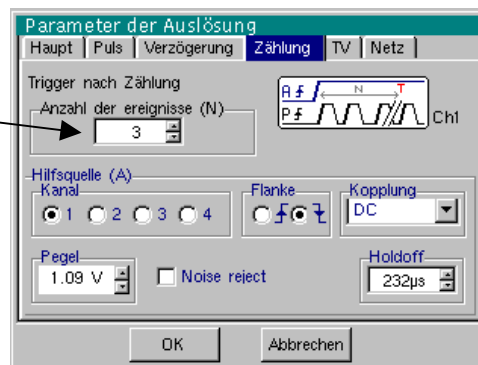 Parameter der Auslösung
Haupt Puls Verzögerung Zählung TV Netz
Trigger nach Zählung
Anzahl der ereignisse (N)
3
A N T
P
Ch1
Hilfsquelle (A)
Kanal
1 2 3 4
Flanke
Kopplung
DC
Pegel
1.09 V
Noise reject
Holdoff
232µs
OK Abbrechen